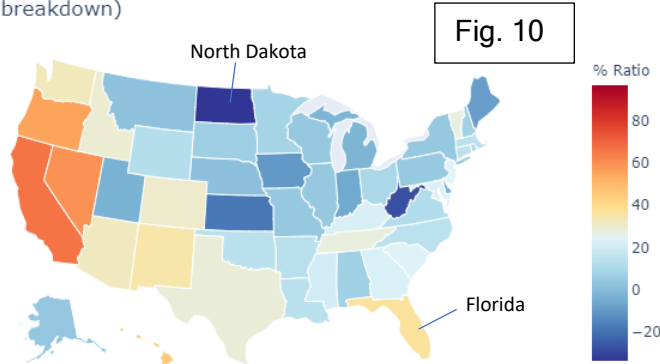 breakdown)
Fig. 10
North Dakota
% Ratio
80
60
40
20
0
−20
Florida